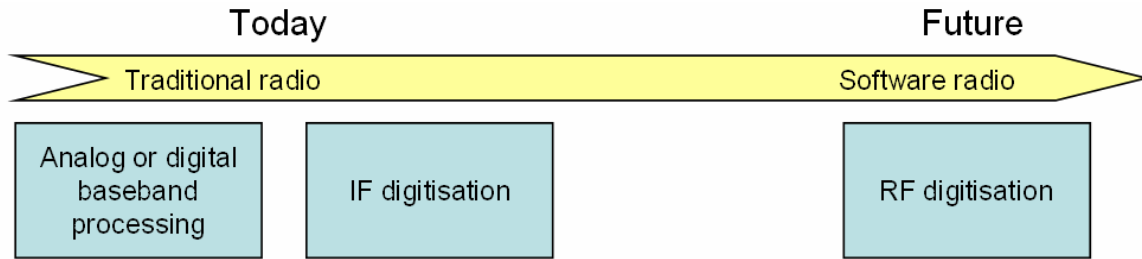 Today
Future
Traditional radio
Software radio
Analog or digital
baseband
processing
IF digitisation
RF digitisation